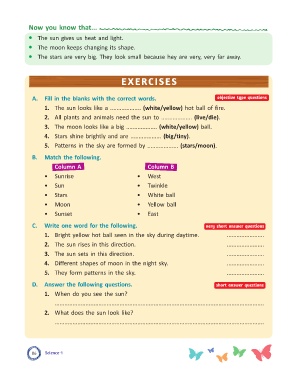 Now you know that...
• The sun gives us heat and light.
• The moon keeps changing its shape.
• The stars are very big. They look small because hey are very, very far away.
EXERCISES
A. Fill in the blanks with the correct words.
objective type questions
1. The sun looks like a ................ (white/yellow) hot ball of fire.
2. All plants and animals need the sun to ................ (live/die).
3. The moon looks like a big ................ (white/yellow) ball.
4. Stars shine brightly and are ................ (big/tiny).
5. Patterns in the sky are formed by ................ (stars/moon).
B. Match the following.
Column A Column B
• Sunrise • West
• Sun • Twinkle
• Stars • White ball
• Moon • Yellow ball
• Sunset • East
C. Write one word for the following.
very short answer questions
1. Bright yellow hot ball seen in the sky during daytime. ................
2. The sun rises in this direction. ................
3. The sun sets in this direction. ................
4. Different shapes of moon in the night sky. ................
5. They form patterns in the sky. ................
D. Answer the following questions.
short answer questions
1. When do you see the sun?
2. What does the sun look like?
86 Science-1